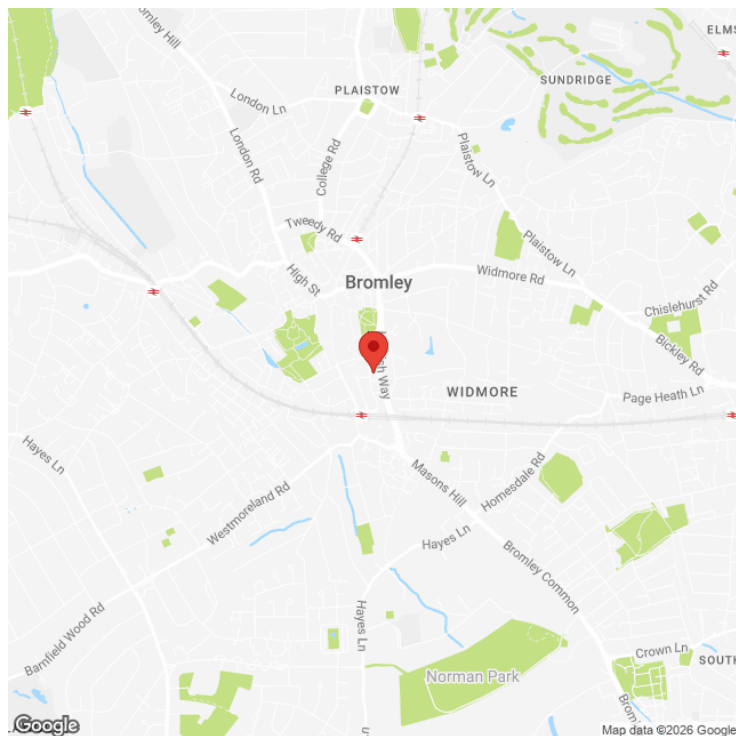 Bromley Hill
ELMS
PLAISTOW
SUNDRIDGE
London Ln
London Rd
College Rd
Plaistow Ln
Tweedy Rd
Plaistow Ln
High St
Bromley
Widmore Rd
Chislehurst Rd
Bickley Rd
WIDMORE
Page Heath Ln
Hayes Ln
Masons Hill
Homesdale Rd
Westmoreland Rd
Hayes Ln
Bromley Common
Barnfield Wood Rd
Hayes Ln
Crown Ln
SOUTH
Norman Park
Google
Map data ©2026 Google